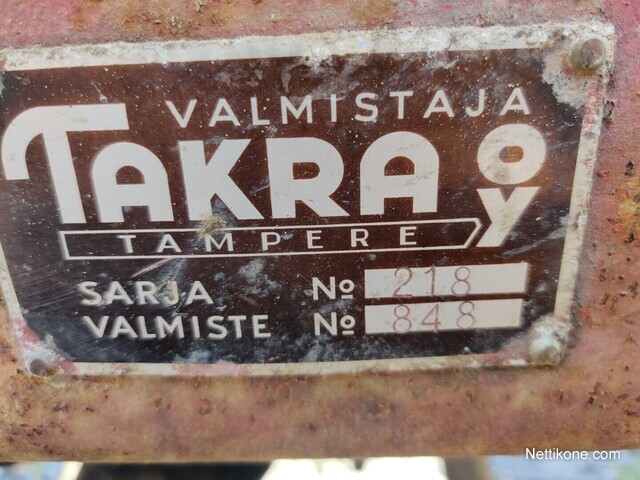 VALMISTAJA
TAKRA OY
TAMPERE
SARJA No 218
VALMISTE No 848
Nettikone.com